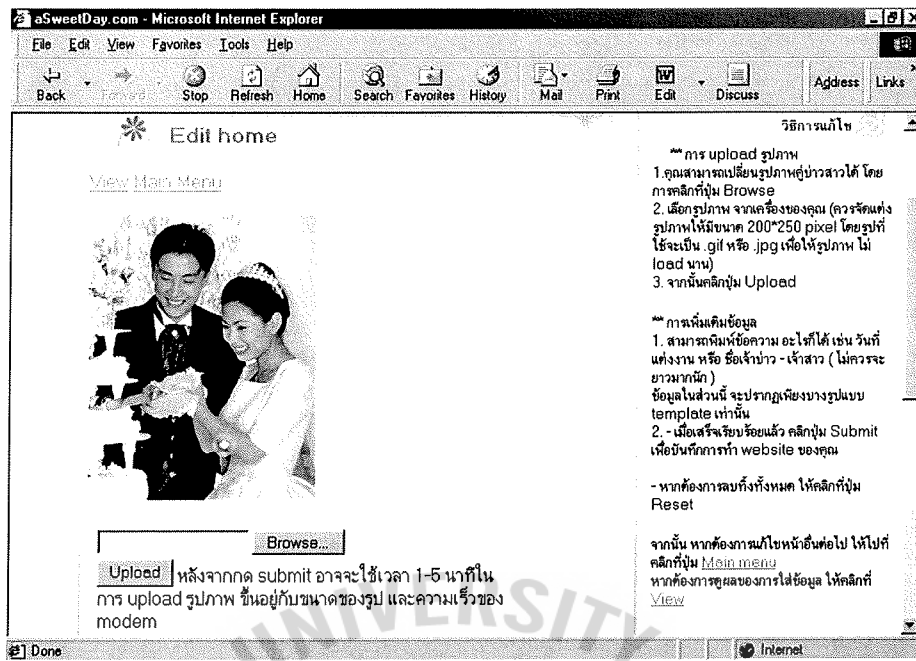 aSweetDay.com - Microsoft Internet Explorer
File Edit View Favorites Tools Help
Back Forward Stop Refresh Home Search Favorites History Mail Print Edit Discuss Address Links
Edit home
View Main Menu
Browse...
Upload หลังจากกด submit อาจจะใช้เวลา 1-5 นาทีใน
การ upload รูปภาพ ขึ้นอยู่กับขนาดของรูป และความเร็วของ
modem
วิธีการแก้ไข
*** การ upload รูปภาพ
1.คุณสามารถเปลี่ยนรูปภาพคู่บ่าวสาวได้ โดย
การคลิกที่ปุ่ม Browse
2. เลือกรูปภาพ จากเครื่องของคุณ (ควรจัดแต่ง
รูปภาพให้มีขนาด 200*250 pixel โดยรูปที่
ใช้จะเป็น .gif หรือ .jpg เพื่อให้รูปภาพ ไม่
load นาน)
3. จากนั้นคลิกปุ่ม Upload
*** การเพิ่มเติมข้อมูล
1. สามารถพิมพ์ข้อความ อะไรก็ได้ เช่น วันที่
แต่งงาน หรือ ชื่อเจ้าบ่าว - เจ้าสาว ( ไม่ควรจะ
ยาวมากนัก )
ข้อมูลในส่วนนี้ จะปรากฏเพียงบางรูปแบบ
template เท่านั้น
2. - เมื่อเสร็จเรียบร้อยแล้ว คลิกปุ่ม Submit
เพื่อบันทึกการทำ website ของคุณ
- หากต้องการลบทิ้งทั้งหมด ให้คลิกที่ปุ่ม
Reset
จากนั้น หากต้องการแก้ไขหน้าอื่นต่อไป ให้ไปที่
คลิกที่ปุ่ม Main menu
หากต้องการดูผลของการใส่ข้อมูล ให้คลิกที่
View
UNIVERSITY
Done
Internet